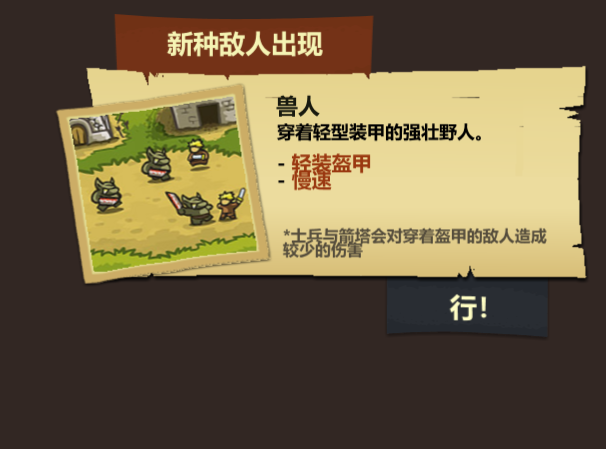 新种敌人出现
兽人
穿着轻型装甲的强壮野人。
- 轻装盔甲
- 慢速
*士兵与箭塔会对穿着盔甲的敌人造成
较少的伤害
行!